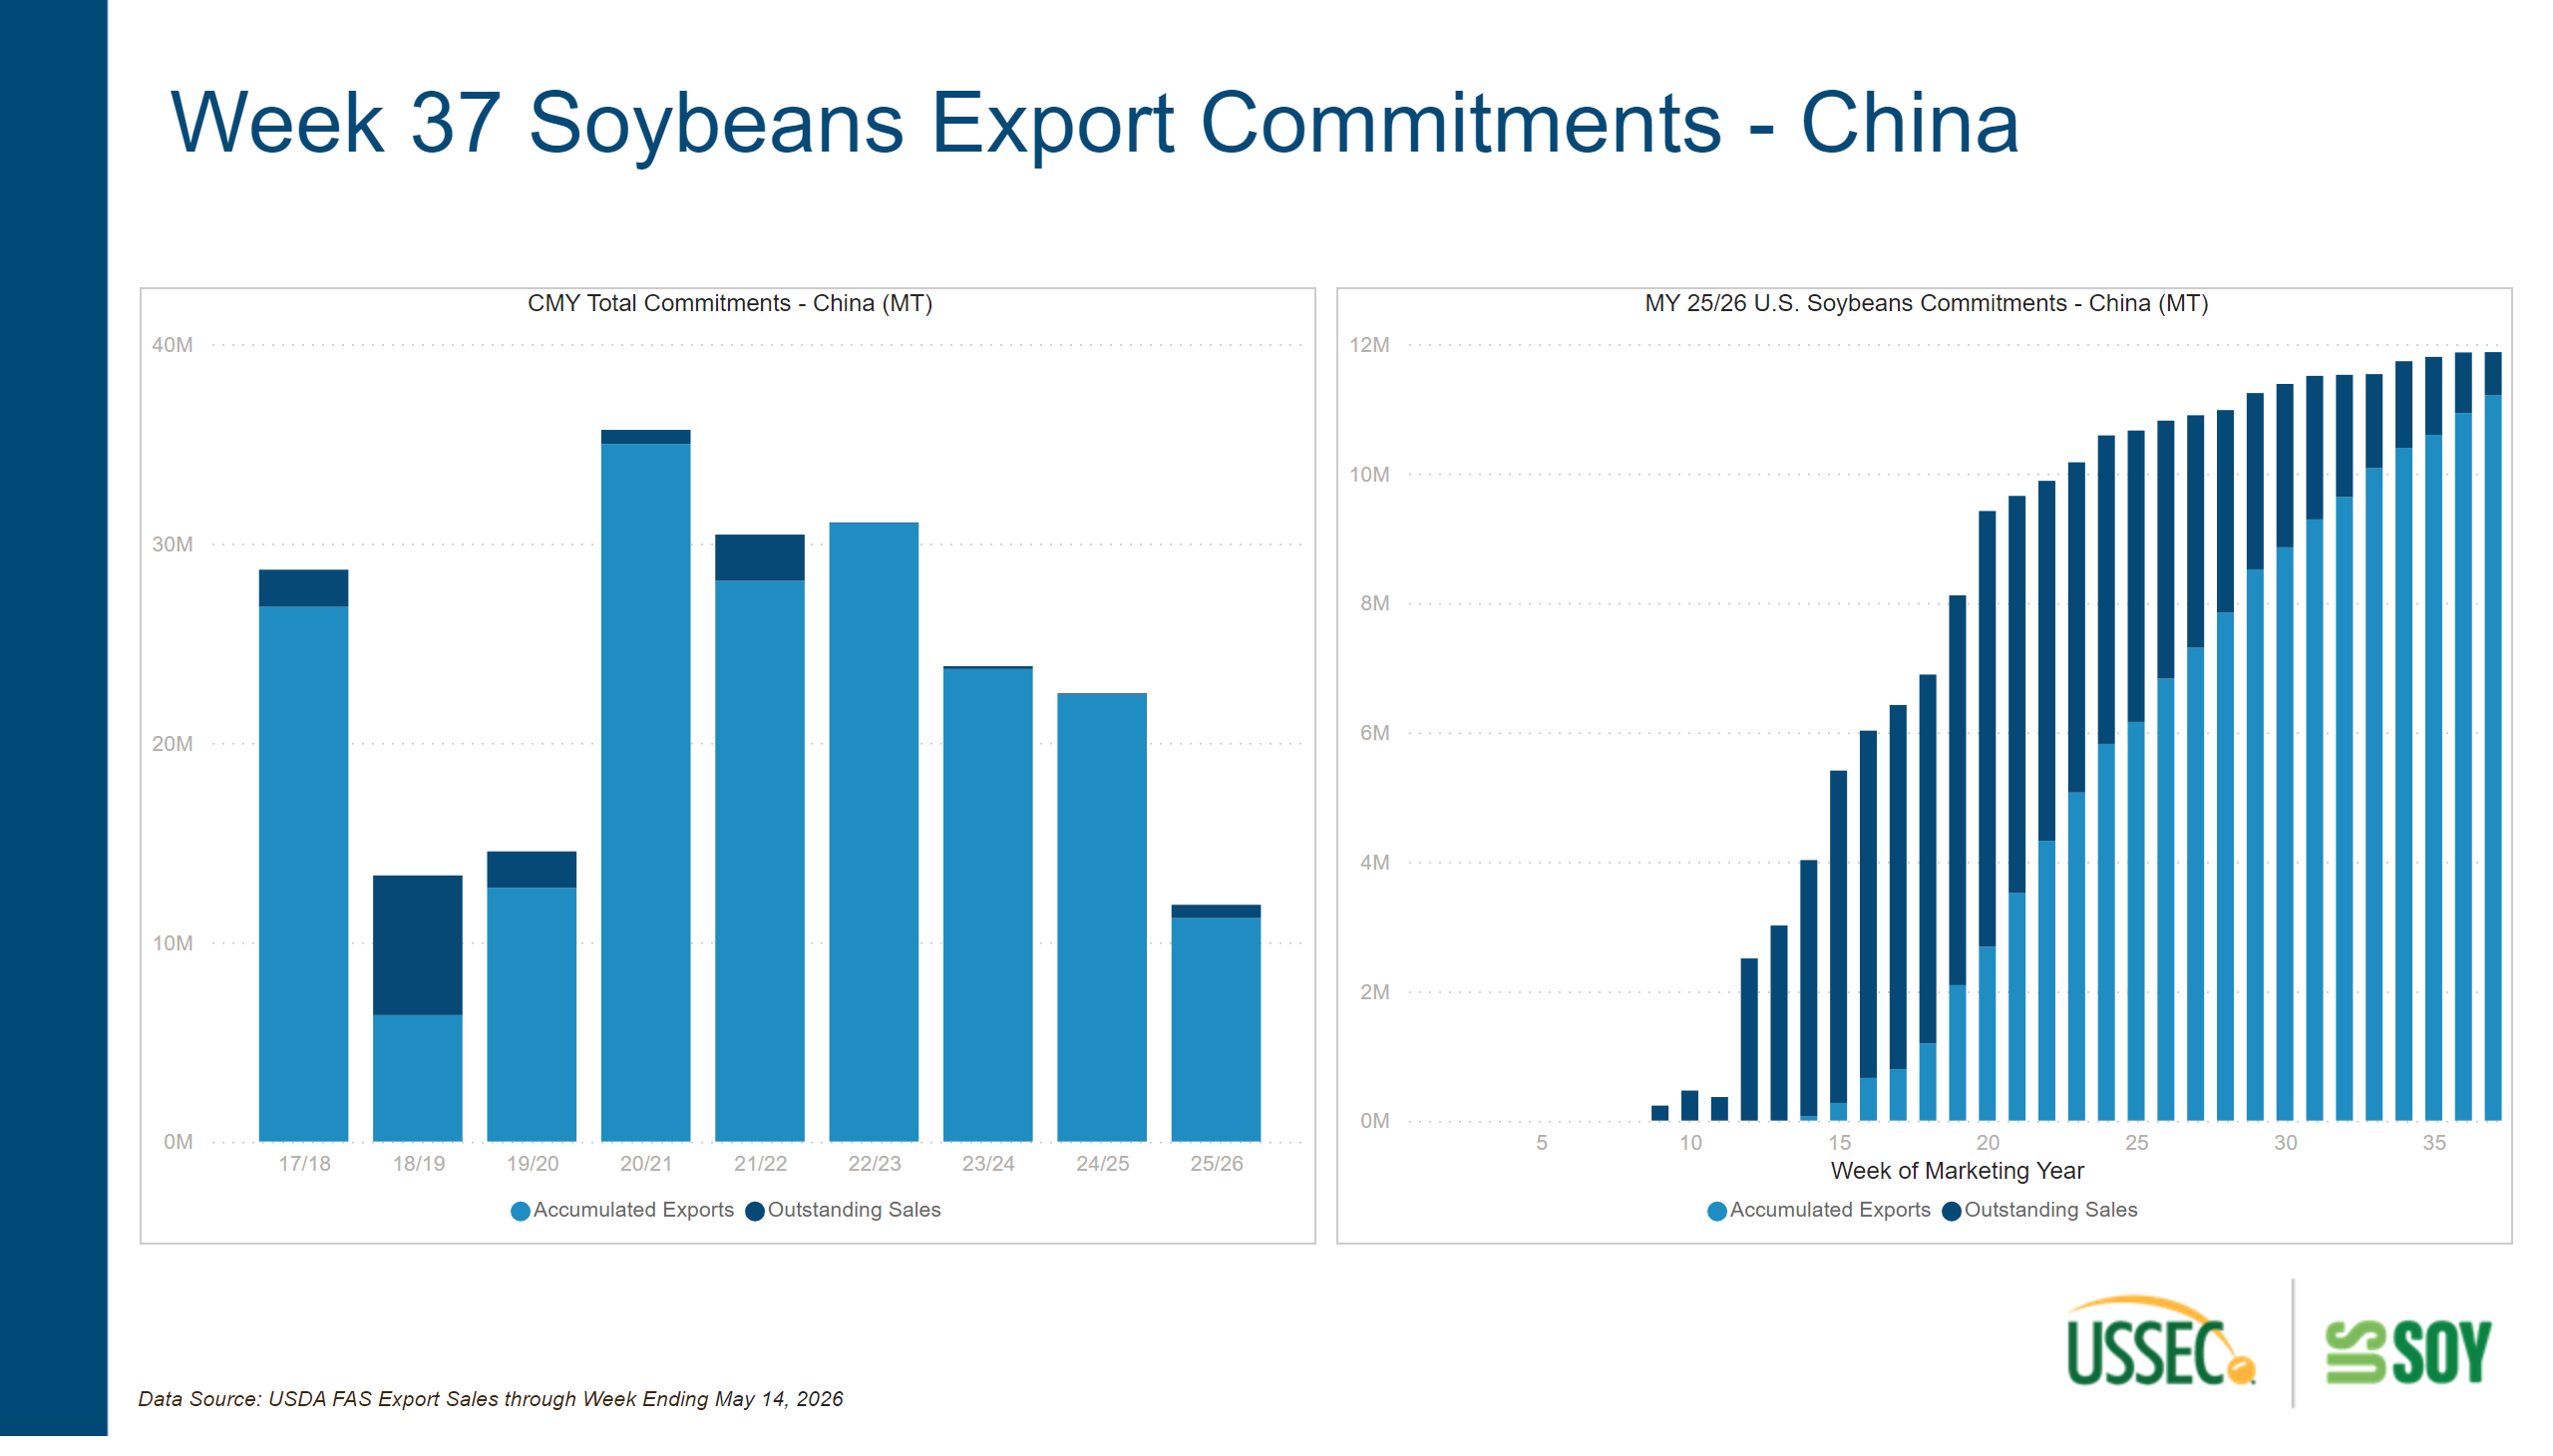 Week 37 Soybeans Export Commitments - China
CMY Total Commitments - China (MT)
40M
30M
20M
10M
0M
17/18 18/19 19/20 20/21 21/22 22/23 23/24 24/25 25/26
Accumulated Exports Outstanding Sales
MY 25/26 U.S. Soybeans Commitments - China (MT)
12M
10M
8M
6M
4M
2M
0M
5 10 15 20 25 30 35
Week of Marketing Year
Accumulated Exports Outstanding Sales
USSEC
US SOY
Data Source: USDA FAS Export Sales through Week Ending May 14, 2026